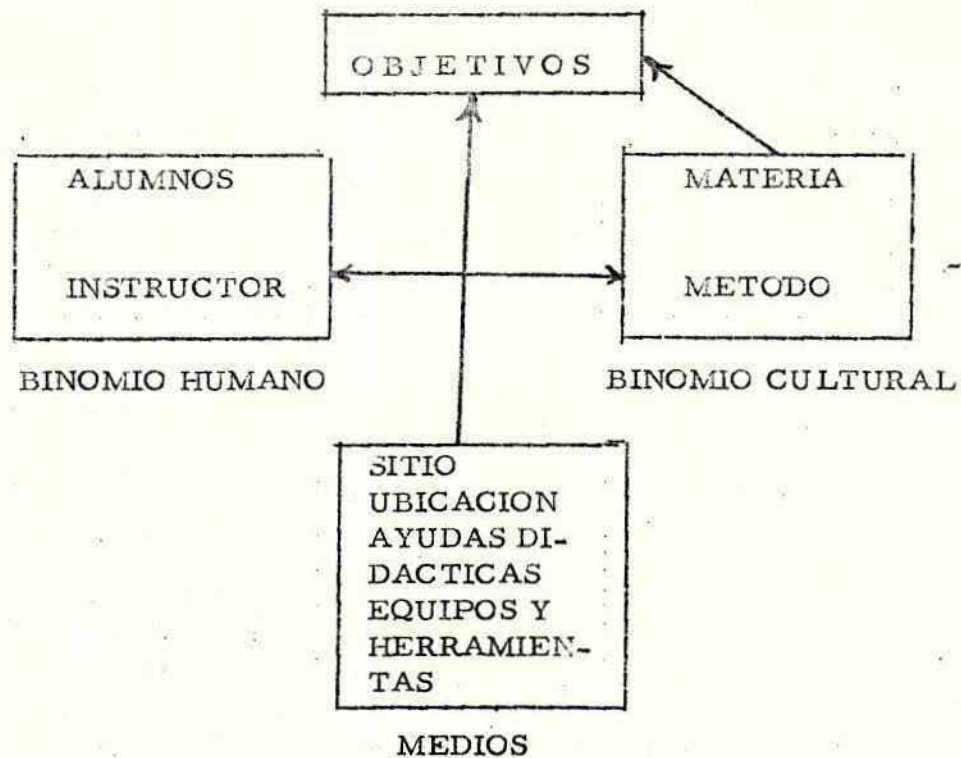 OBJETIVOS
ALUMNOS
INSTRUCTOR
BINOMIO HUMANO
MATERIA
METODO
BINOMIO CULTURAL
SITIO
UBICACION
AYUDAS DI-
DACTICAS
EQUIPOS Y
HERRAMIEN-
TAS
MEDIOS